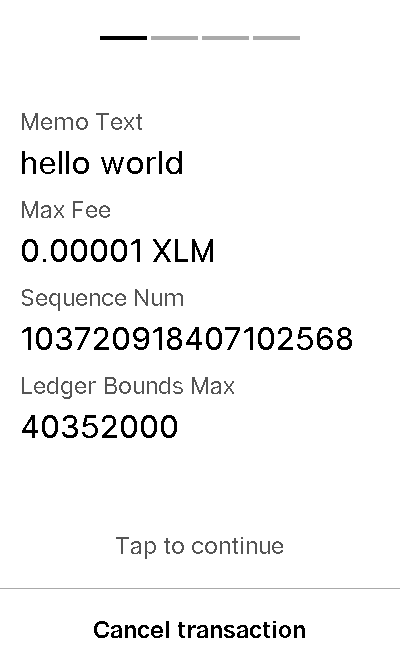 Memo Text
hello world
Max Fee
0.00001 XLM
Sequence Num
103720918407102568
Ledger Bounds Max
40352000
Tap to continue
Cancel transaction